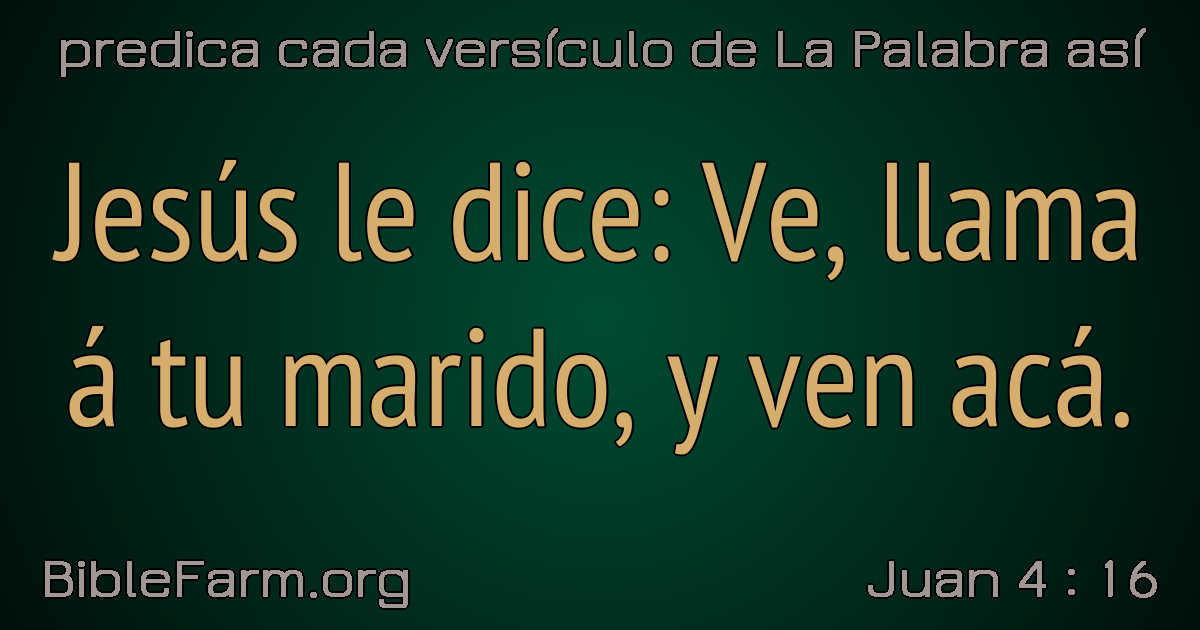 predica cada versículo de La Palabra así
Jesús le dice: Ve, llama
á tu marido, y ven acá.
BibleFarm.org
Juan 4 : 16